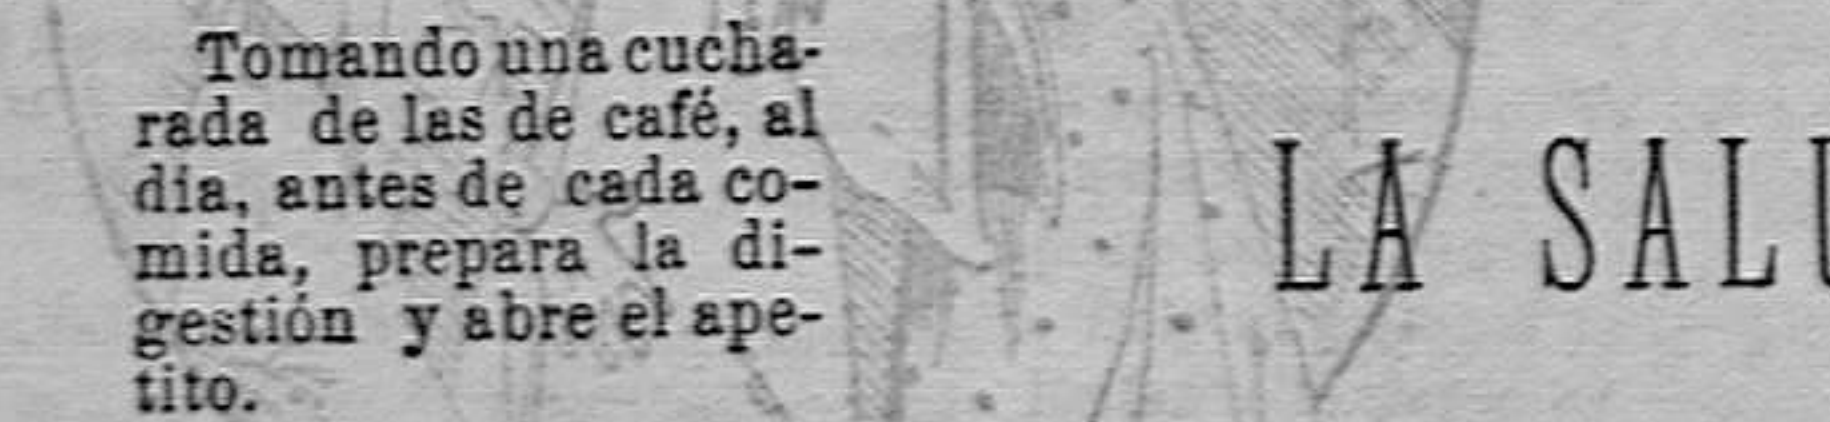 Tomando una cucha-
rada de las de café, al
día, antes de cada co-
mida, prepara la di-
gestión y abre el ape-
tito.
LA SALU